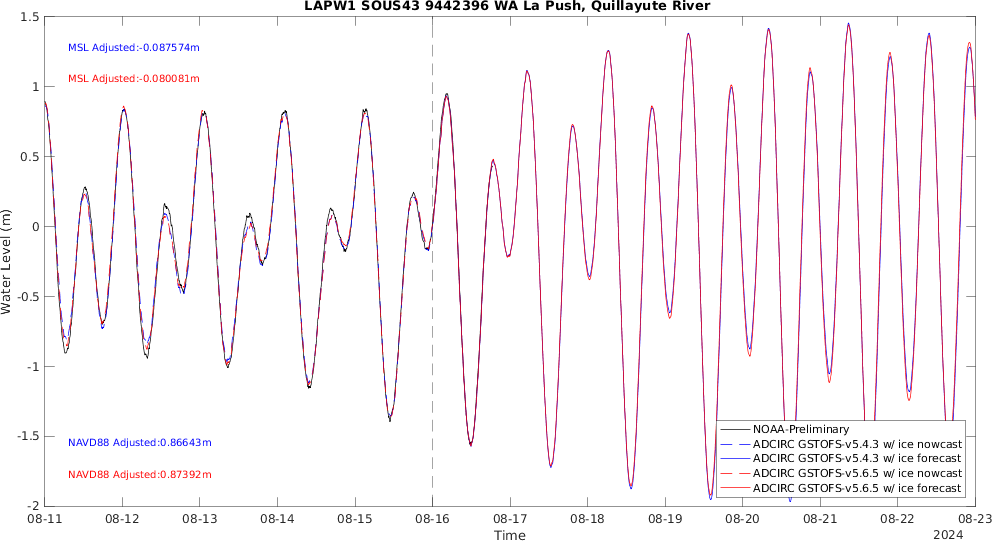 LAPW1 SOUS43 9442396 WA La Push, Quillayute River
MSL Adjusted:-0.087574m
MSL Adjusted:-0.080081m
NAVD88 Adjusted:0.86643m
NAVD88 Adjusted:0.87392m
Water Level (m)
1.5
1
0.5
0
-0.5
-1
-1.5
-2
NOAA-Preliminary
ADCIRC GSTOFS-v5.4.3 w/ ice nowcast
ADCIRC GSTOFS-v5.4.3 w/ ice forecast
ADCIRC GSTOFS-v5.6.5 w/ ice nowcast
ADCIRC GSTOFS-v5.6.5 w/ ice forecast
08-11 08-12 08-13 08-14 08-15 08-16 08-17 08-18 08-19 08-20 08-21 08-22 08-23
Time
2024